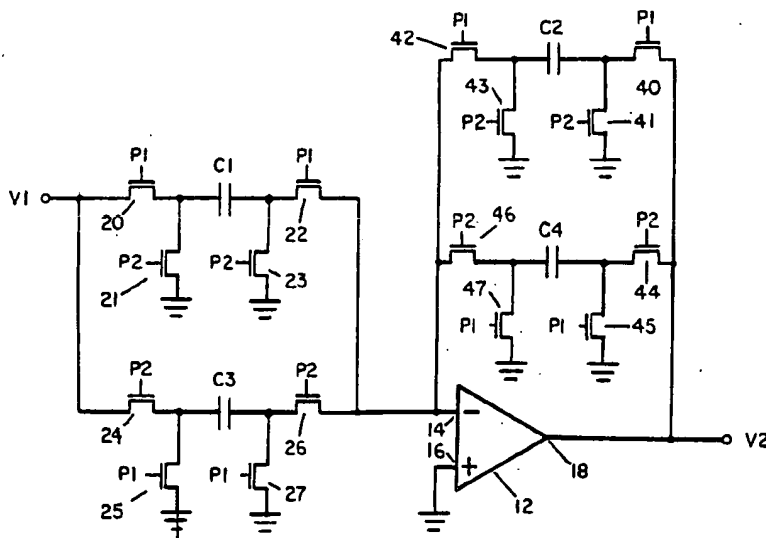 P1 P1
42 C2
43 40
P2 P2 41
P1 C1 P1
V1
20 22 P2 46 C4 P2
P2 P2
21 23 47 44
P1 P1 45
P2 C3 P2
24 26 14 −
16 + 18 V2
P1 P1
25 27 12